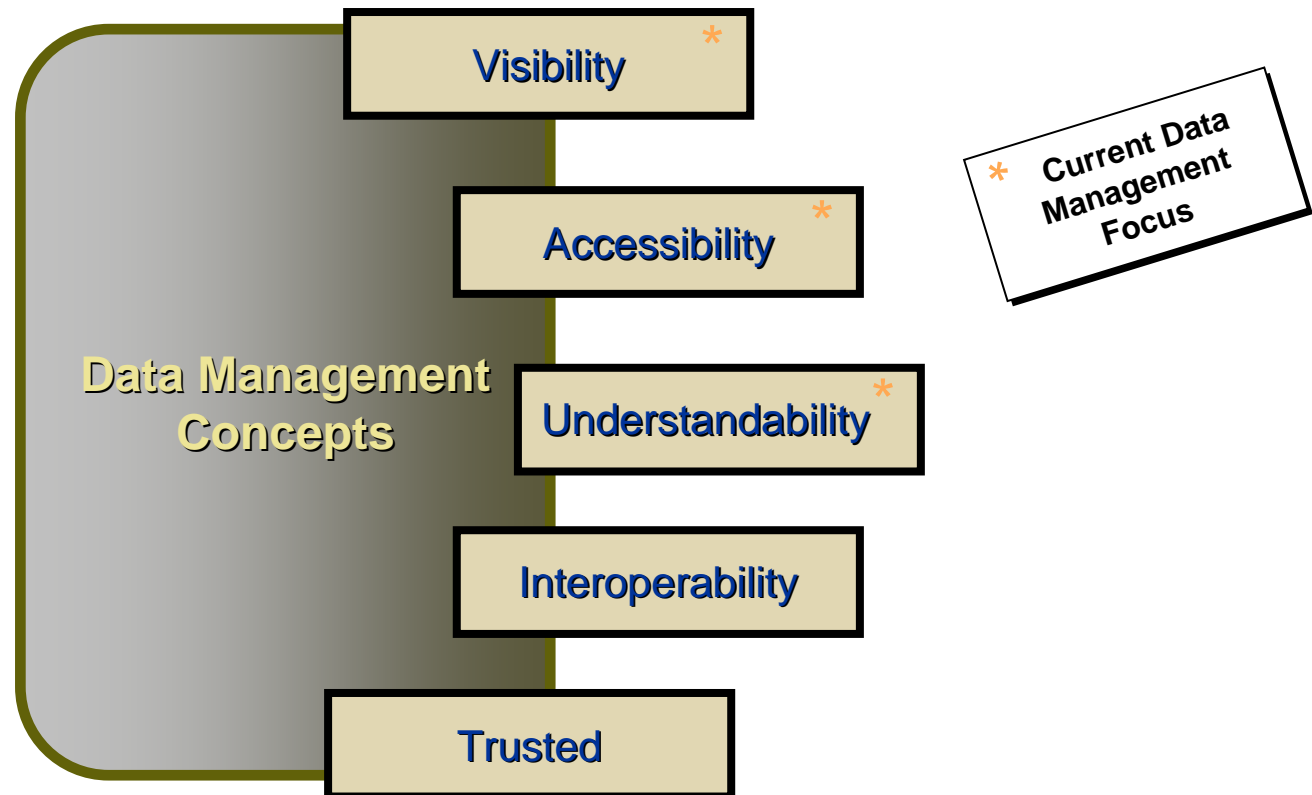 Visibility *
* Current Data
Management
Focus
Accessibility *
Data Management
Concepts
Understandability *
Interoperability
Trusted